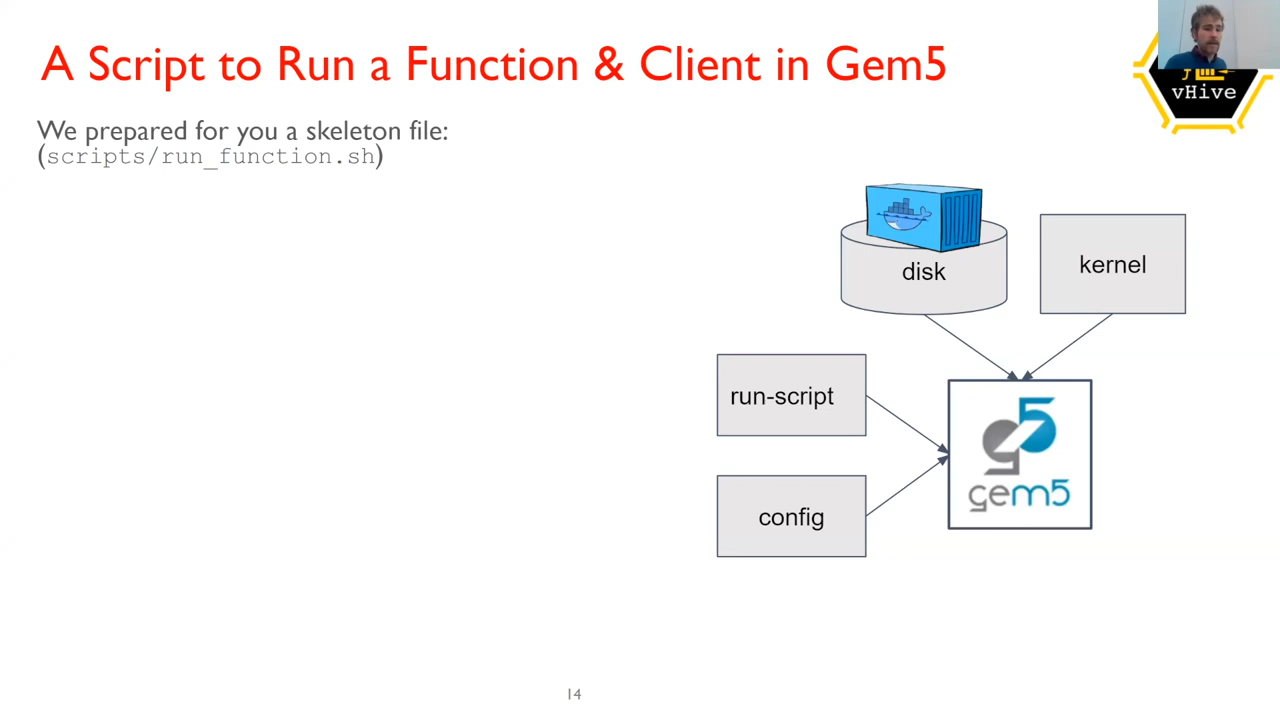 A Script to Run a Function & Client in Gem5
vHive
We prepared for you a skeleton file:
(scripts/run_function.sh)
disk
kernel
run-script
config
gem5
14